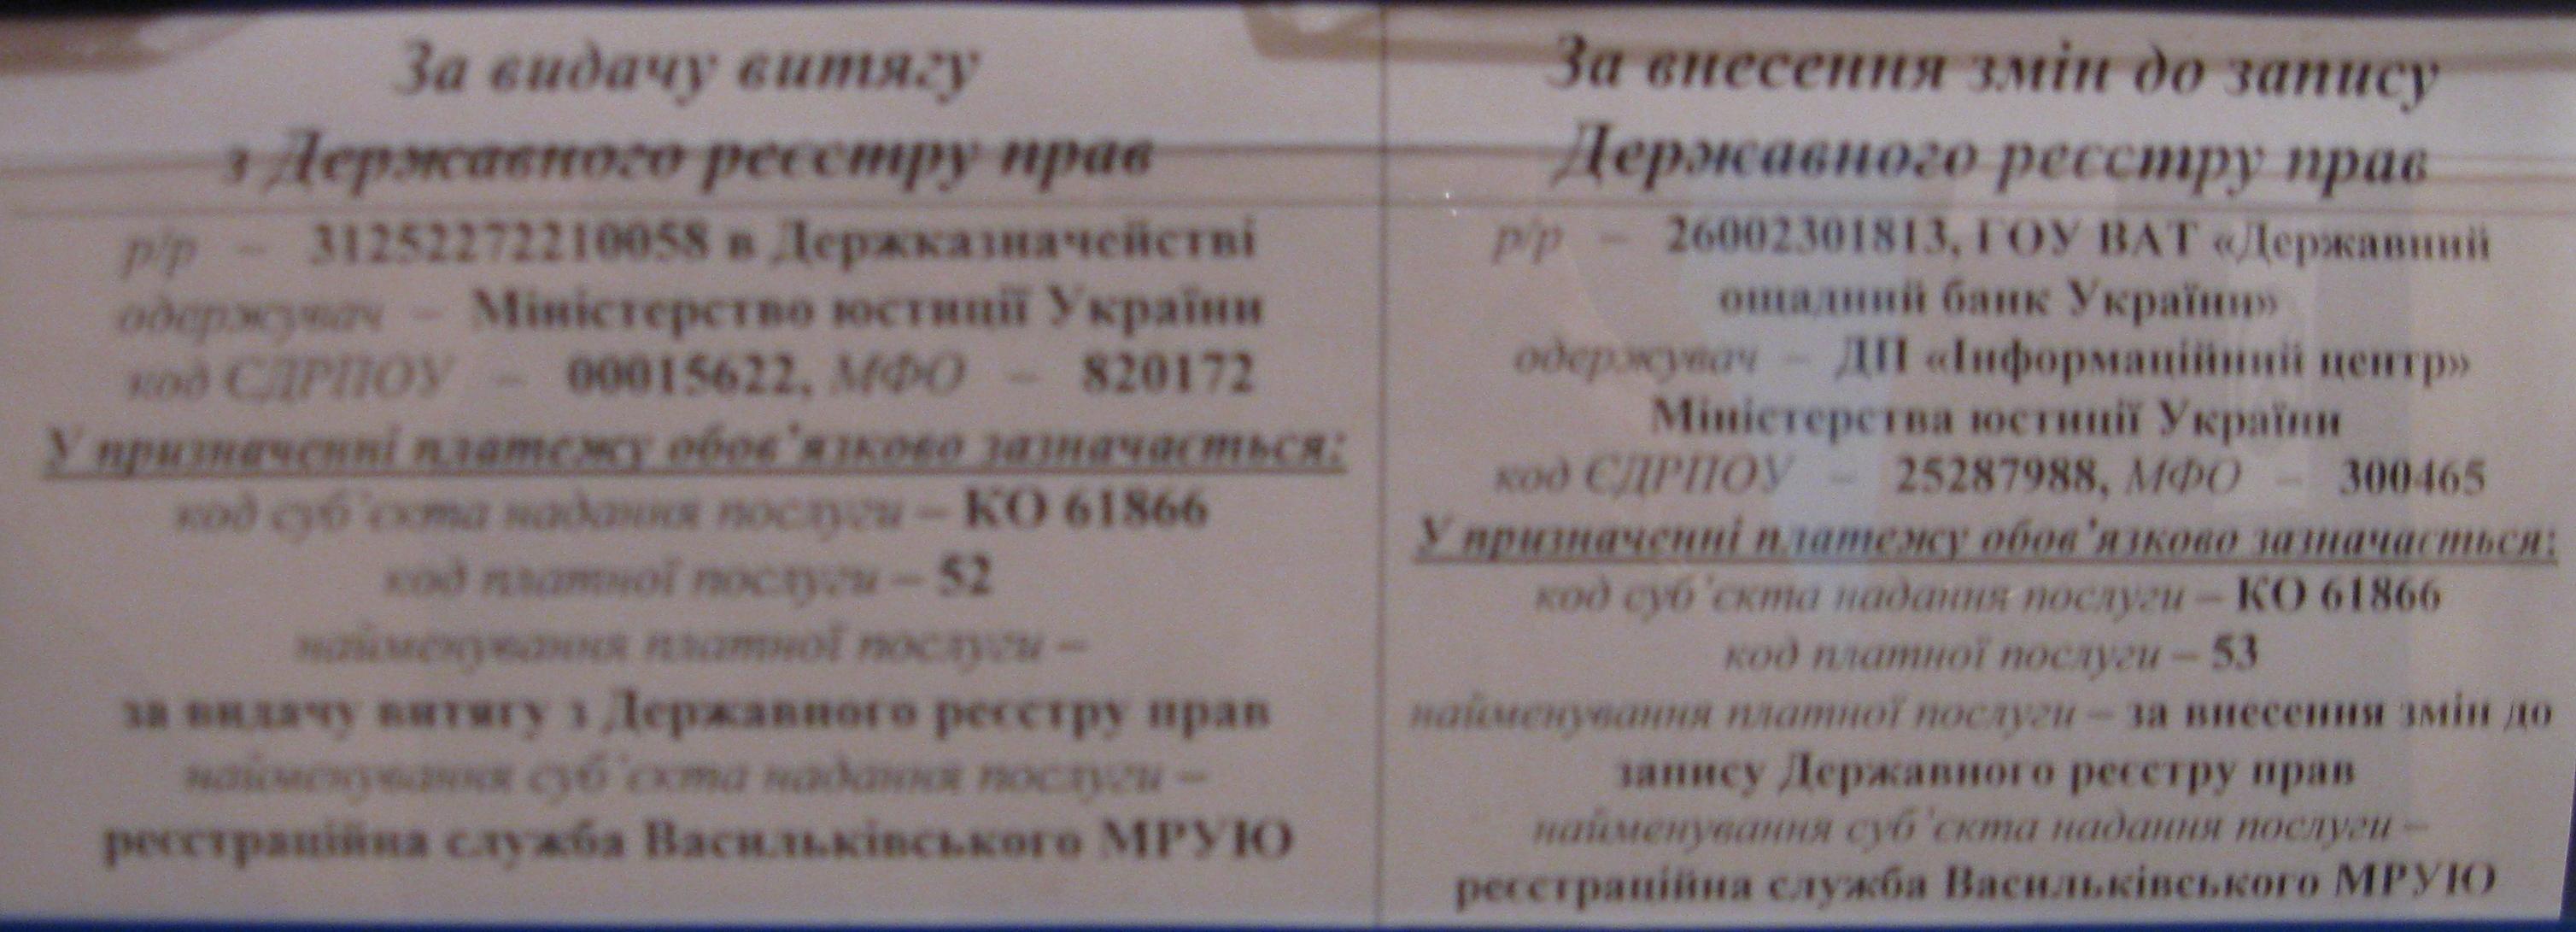 За видачу витягу
з Державного реєстру прав
р/р – 31252272210058 в Держказначействі
одержувач – Міністерство юстиції України
код ЄДРПОУ – 00015622, МФО – 820172
У призначенні платежу обов'язково зазначається:
код суб'єкта надання послуги – КО 61866
код платної послуги – 52
найменування платної послуги –
за видачу витягу з Державного реєстру прав
найменування суб'єкта надання послуги –
реєстраційна служба Васильківського МРУЮ
За внесення змін до запису
Державного реєстру прав
р/р – 26002301813, ГОУ ВАТ «Державний
ощадний банк України»
одержувач – ДП «Інформаційний центр»
Міністерства юстиції України
код ЄДРПОУ – 25287988, МФО – 300465
У призначенні платежу обов'язково зазначається:
код суб'єкта надання послуги – КО 61866
код платної послуги – 53
найменування платної послуги – за внесення змін до
запису Державного реєстру прав
найменування суб'єкта надання послуги –
реєстраційна служба Васильківського МРУЮ